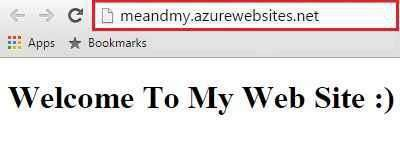 meandmy.azurewebsites.net
Apps Bookmarks
Welcome To My Web Site :)